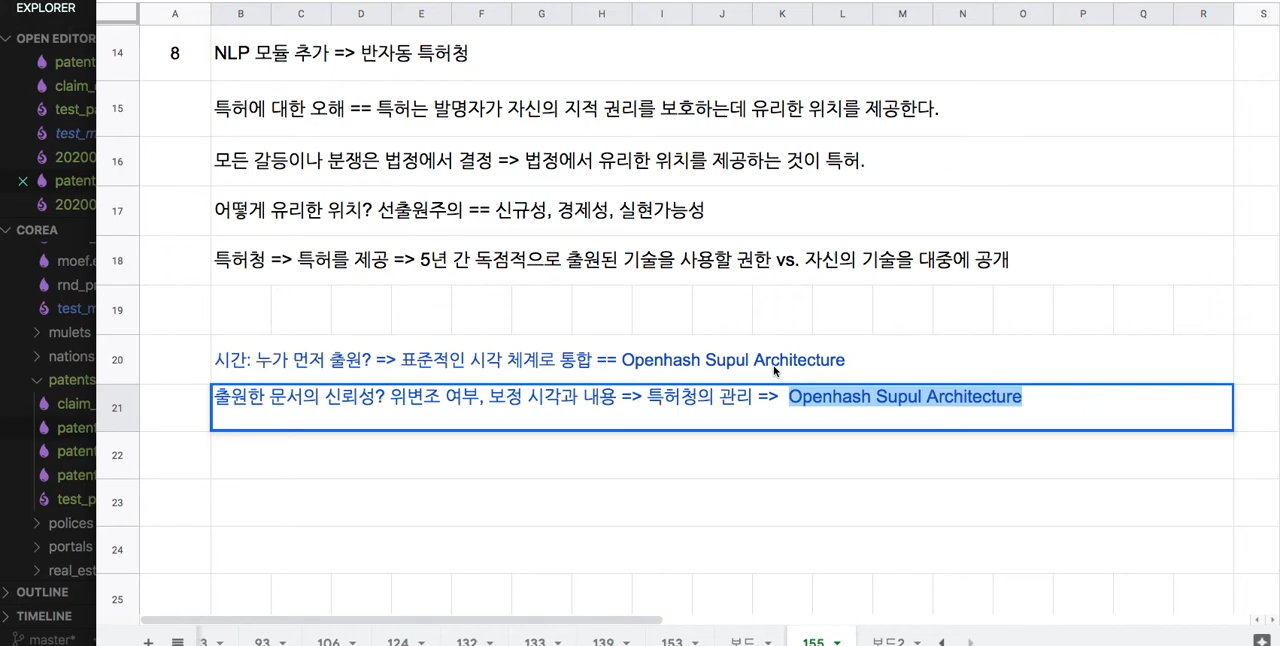 EXPLORER
A B C D E F G H I J K L M N O P Q R S
OPEN EDITOR
14 8 NLP 모듈 추가 => 반자동 특허청
patent
claim_
15 특허에 대한 오해 == 특허는 발명자가 자신의 지적 권리를 보호하는데 유리한 위치를 제공한다.
test_pa
test_m
20200
16 모든 갈등이나 분쟁은 법정에서 결정 => 법정에서 유리한 위치를 제공하는 것이 특허.
patent
20200
17 어떻게 유리한 위치? 선출원주의 == 신규성, 경제성, 실현가능성
COREA
18 특허청 => 특허를 제공 => 5년 간 독점적으로 출원된 기술을 사용할 권한 vs. 자신의 기술을 대중에 공개
moef.e
rnd_pr
test_m
19
mulets
nations
20 시간: 누가 먼저 출원? => 표준적인 시각 체계로 통합 == Openhash Supul Architecture
patents
claim_
21 출원한 문서의 신뢰성? 위변조 여부, 보정 시각과 내용 => 특허청의 관리 => Openhash Supul Architecture
patent
patent
22
patent
test_p
23
polices
portals
24
real_est
OUTLINE
25
TIMELINE
master*
+ 3 93 106 124 132 133 139 153 보드 155 보드2